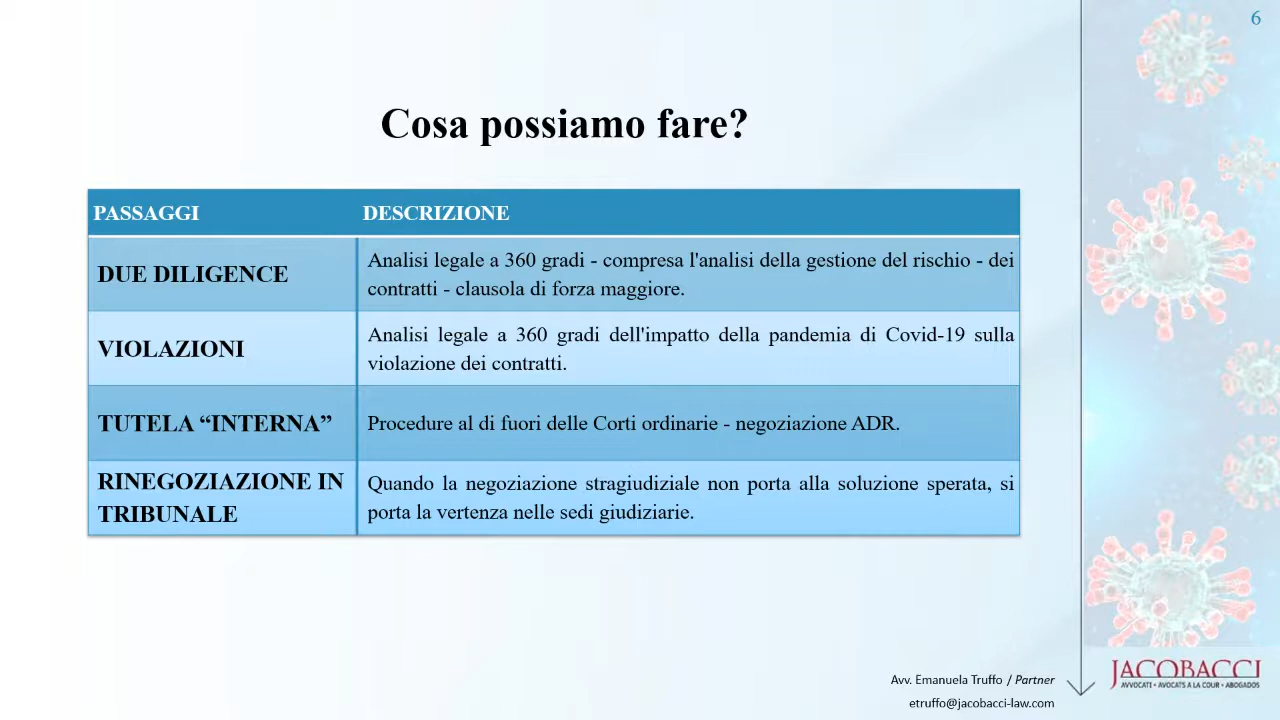 6
Cosa possiamo fare?
PASSAGGI
DESCRIZIONE
DUE DILIGENCE
Analisi legale a 360 gradi - compresa l'analisi della gestione del rischio - dei
contratti - clausola di forza maggiore.
VIOLAZIONI
Analisi legale a 360 gradi dell'impatto della pandemia di Covid-19 sulla
violazione dei contratti.
TUTELA “INTERNA”
Procedure al di fuori delle Corti ordinarie - negoziazione ADR.
RINEGOZIAZIONE IN
TRIBUNALE
Quando la negoziazione stragiudiziale non porta alla soluzione sperata, si
porta la vertenza nelle sedi giudiziarie.
Avv. Emanuela Truffo / Partner
etruffo@jacobacci-law.com
JACOBACCI
AVVOCATI • AVOCATS A LA COUR • ABOGADOS